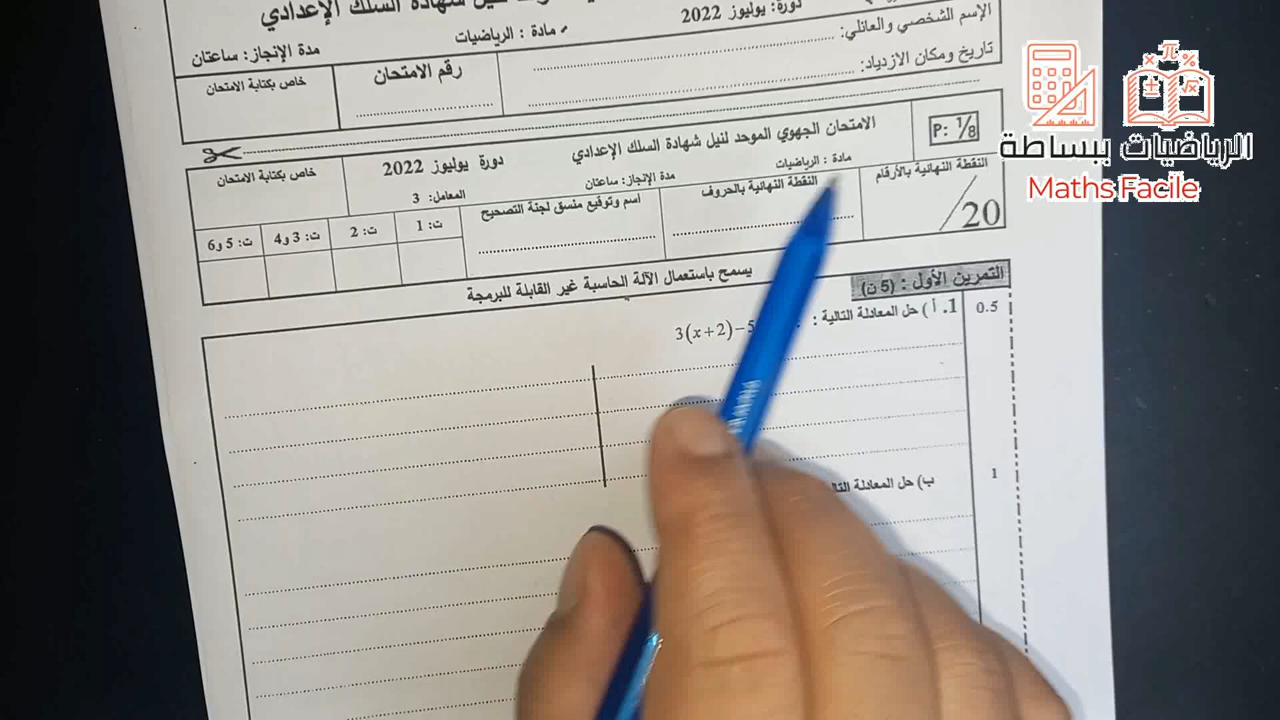 نيل شهادة السلك الإعدادي
دورة: يوليوز 2022
مادة : الرياضيات
مدة الإنجاز: ساعتان
الإسم الشخصي والعائلي:
تاريخ ومكان الازدياد:
رقم الامتحان
خاص بكتابة الامتحان
P: 1/8
الامتحان الجهوي الموحد لنيل شهادة السلك الإعدادي
دورة يوليوز 2022
مادة : الرياضيات
مدة الإنجاز: ساعتان
المعامل: 3
خاص بكتابة الامتحان
النقطة النهائية بالأرقام
/20
النقطة النهائية بالحروف
اسم وتوقيع منسق لجنة التصحيح
ت: 1
ت: 2
ت: 3 و4
ت: 5 و6
يسمح باستعمال الآلة الحاسبة غير القابلة للبرمجة
التمرين الأول : (5 ن)
0.5
1. أ ) حل المعادلة التالية :
3(x+2)−5
1
ب) حل المعادلة
الرياضيات ببساطة
Maths Facile